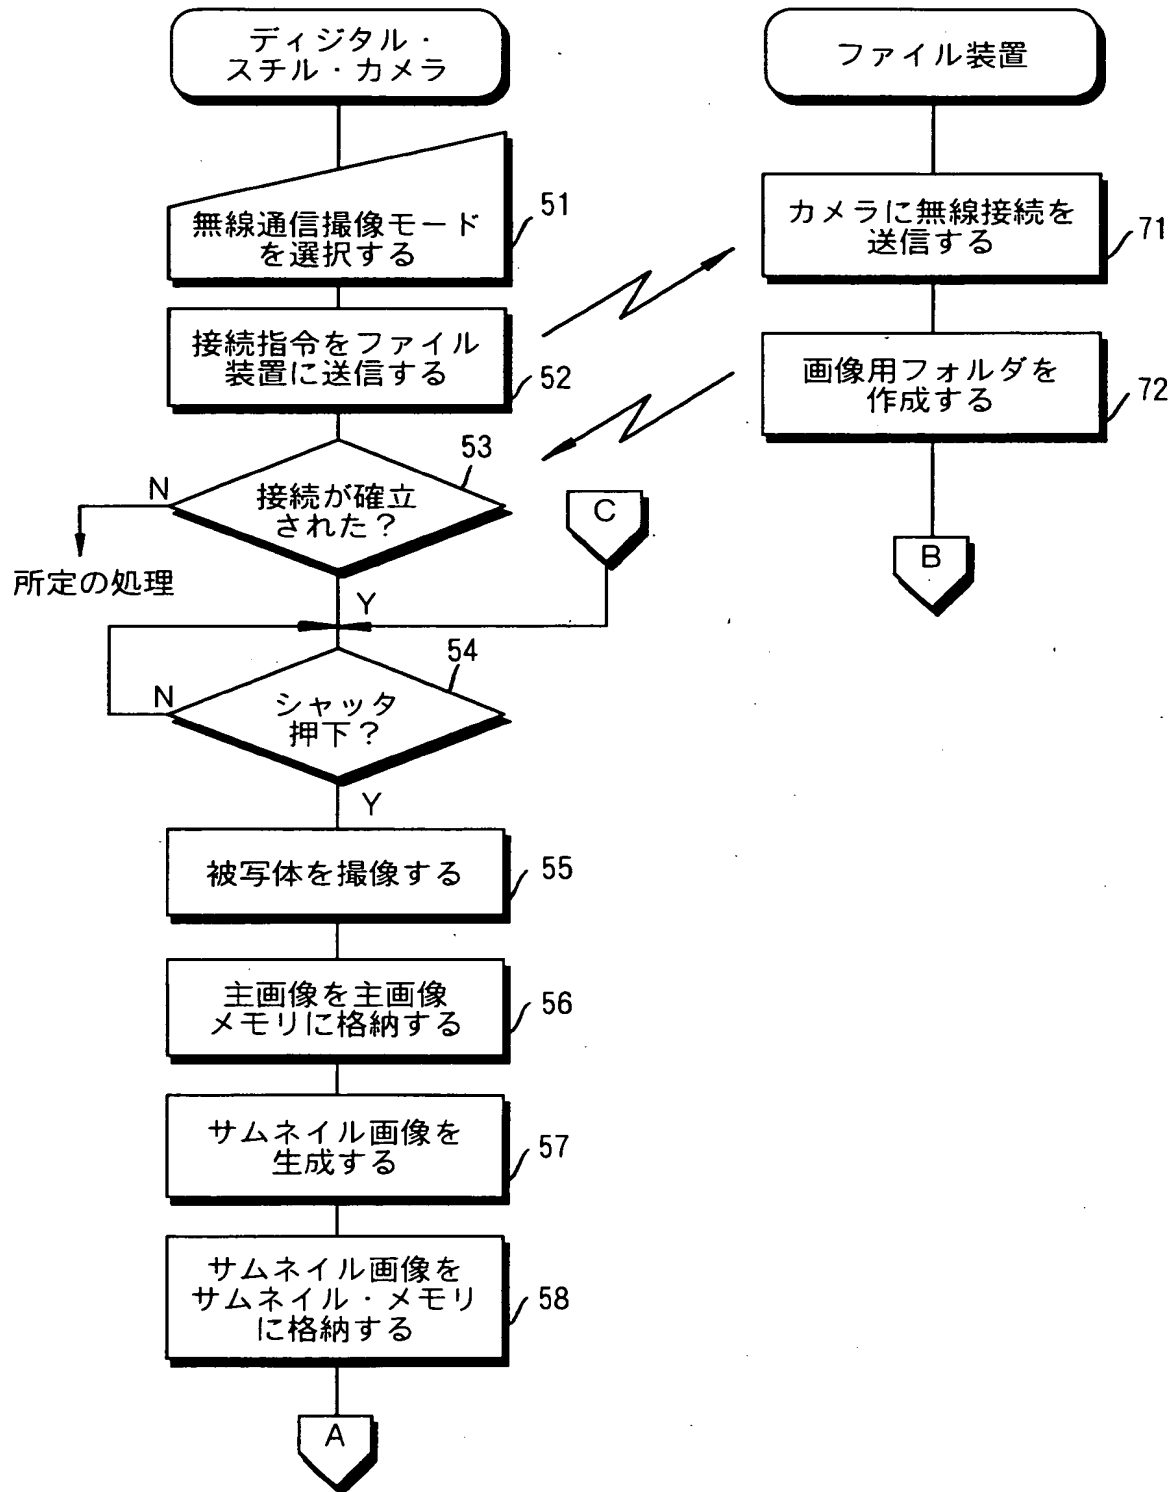 ディジタル・
スチル・カメラ
無線通信撮像モード
を選択する
51
接続指令をファイル
装置に送信する
52
53
接続が確立
された?
N
所定の処理
Y
C
54
シャッタ
押下?
N
Y
被写体を撮像する
55
主画像を主画像
メモリに格納する
56
サムネイル画像を
生成する
57
サムネイル画像を
サムネイル・メモリ
に格納する
58
A
ファイル装置
カメラに無線接続を
送信する
71
画像用フォルダを
作成する
72
B